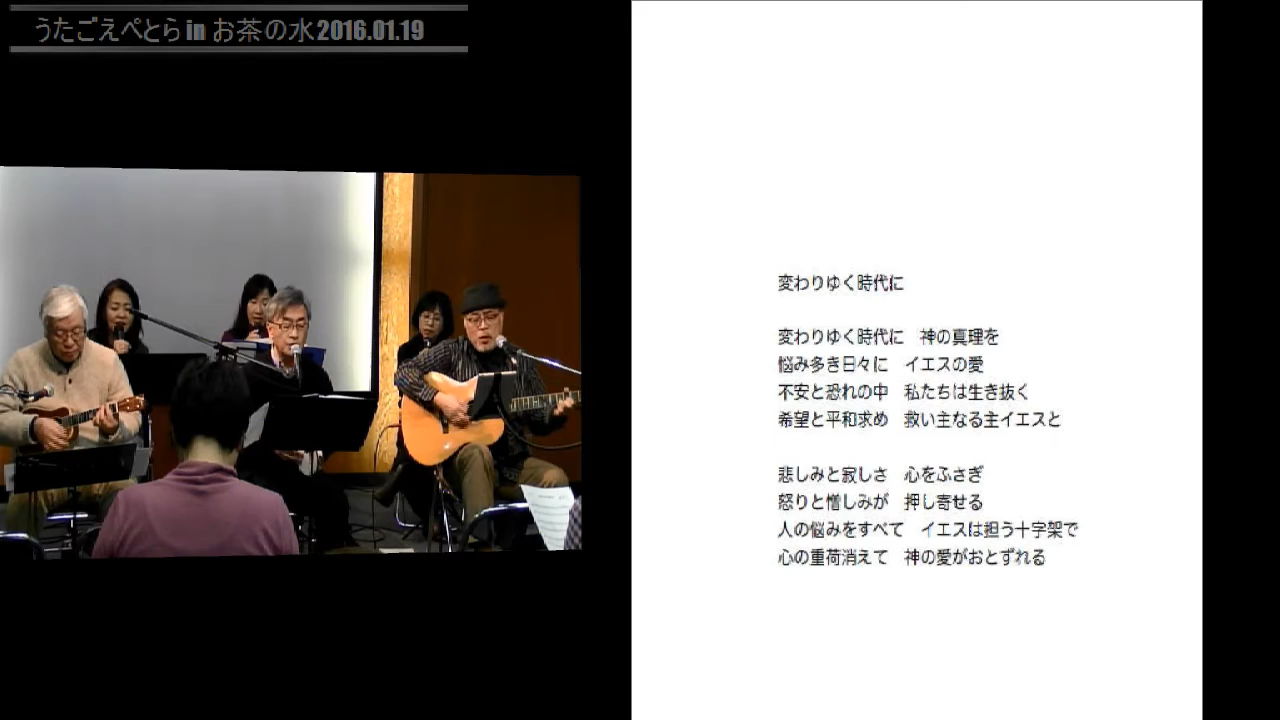 うたごえぺとら in お茶の水 2016.01.19
変わりゆく時代に
変わりゆく時代に　神の真理を
悩み多き日々に　イエスの愛
不安と恐れの中　私たちは生き抜く
希望と平和求め　救い主なる主イエスと
悲しみと寂しさ　心をふさぎ
怒りと憎しみが　押し寄せる
人の悩みをすべて　イエスは担う十字架で
心の重荷消えて　神の愛がおとずれる